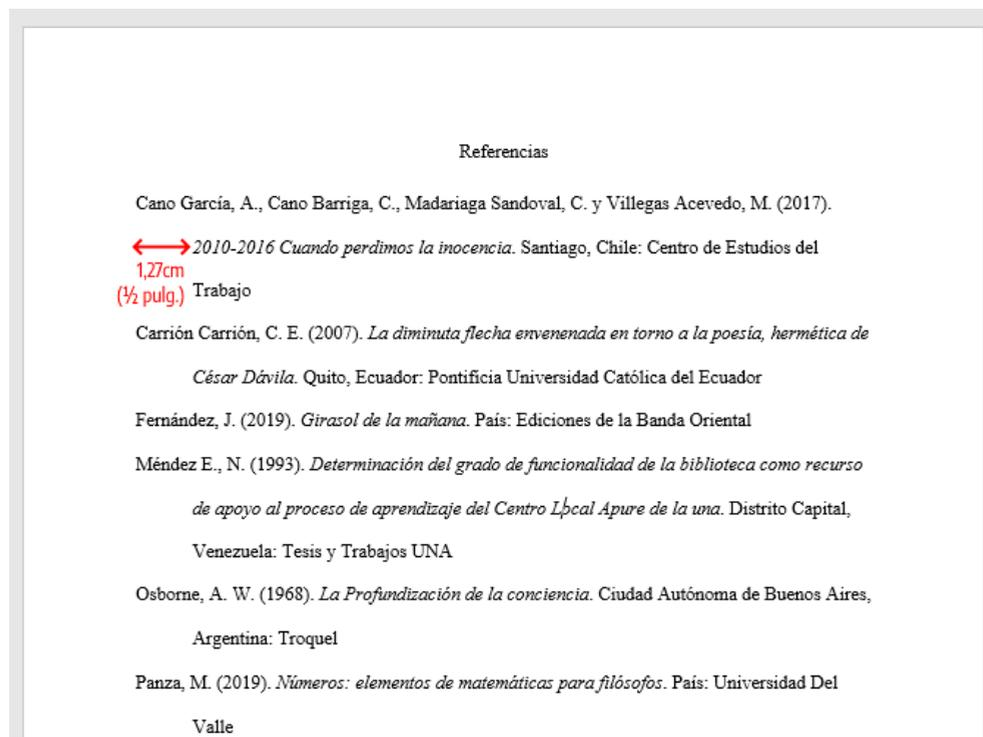 Referencias
Cano García, A., Cano Barriga, C., Madariaga Sandoval, C. y Villegas Acevedo, M. (2017).
2010-2016 Cuando perdimos la inocencia. Santiago, Chile: Centro de Estudios del
1,27cm
(½ pulg.)
Trabajo
Carrión Carrión, C. E. (2007). La diminuta flecha envenenada en torno a la poesía, hermética de
César Dávila. Quito, Ecuador: Pontificia Universidad Católica del Ecuador
Fernández, J. (2019). Girasol de la mañana. País: Ediciones de la Banda Oriental
Méndez E., N. (1993). Determinación del grado de funcionalidad de la biblioteca como recurso
de apoyo al proceso de aprendizaje del Centro Local Apure de la una. Distrito Capital,
Venezuela: Tesis y Trabajos UNA
Osborne, A. W. (1968). La Profundización de la conciencia. Ciudad Autónoma de Buenos Aires,
Argentina: Troquel
Panza, M. (2019). Números: elementos de matemáticas para filósofos. País: Universidad Del
Valle